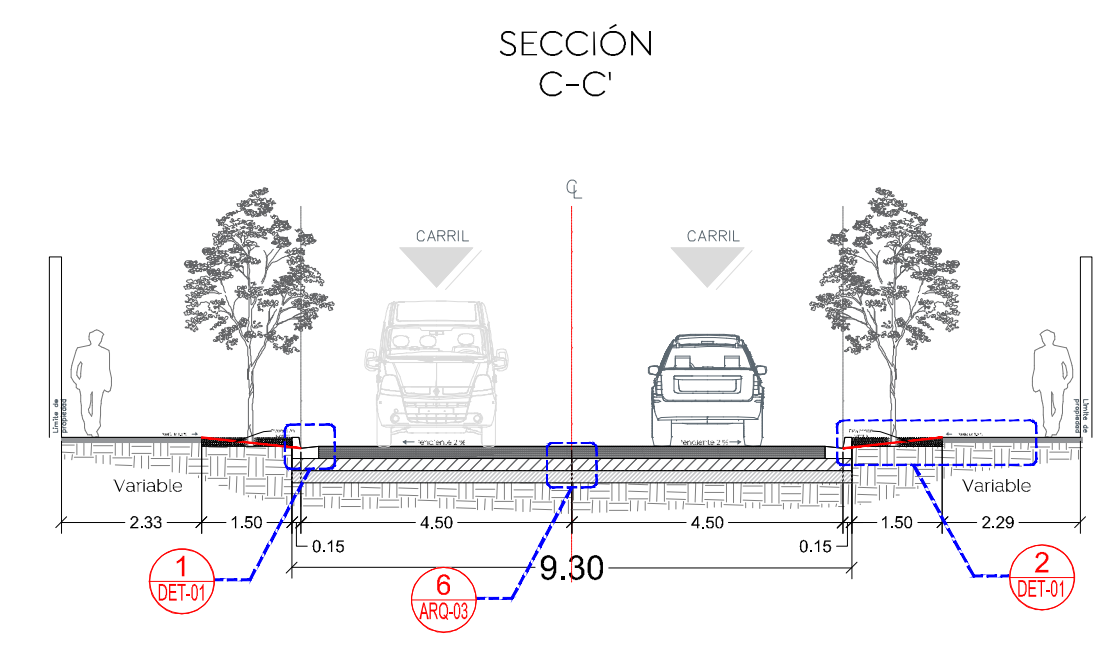 SECCIÓN
C-C'
℄
CARRIL
CARRIL
Límite de
propiedad
Límite de
propiedad
Pendiente 2%
Pendiente 2%
Variable
Variable
2.33
1.50
4.50
4.50
1.50
2.29
0.15
0.15
9.30
1
DET-01
6
ARQ-03
2
DET-01